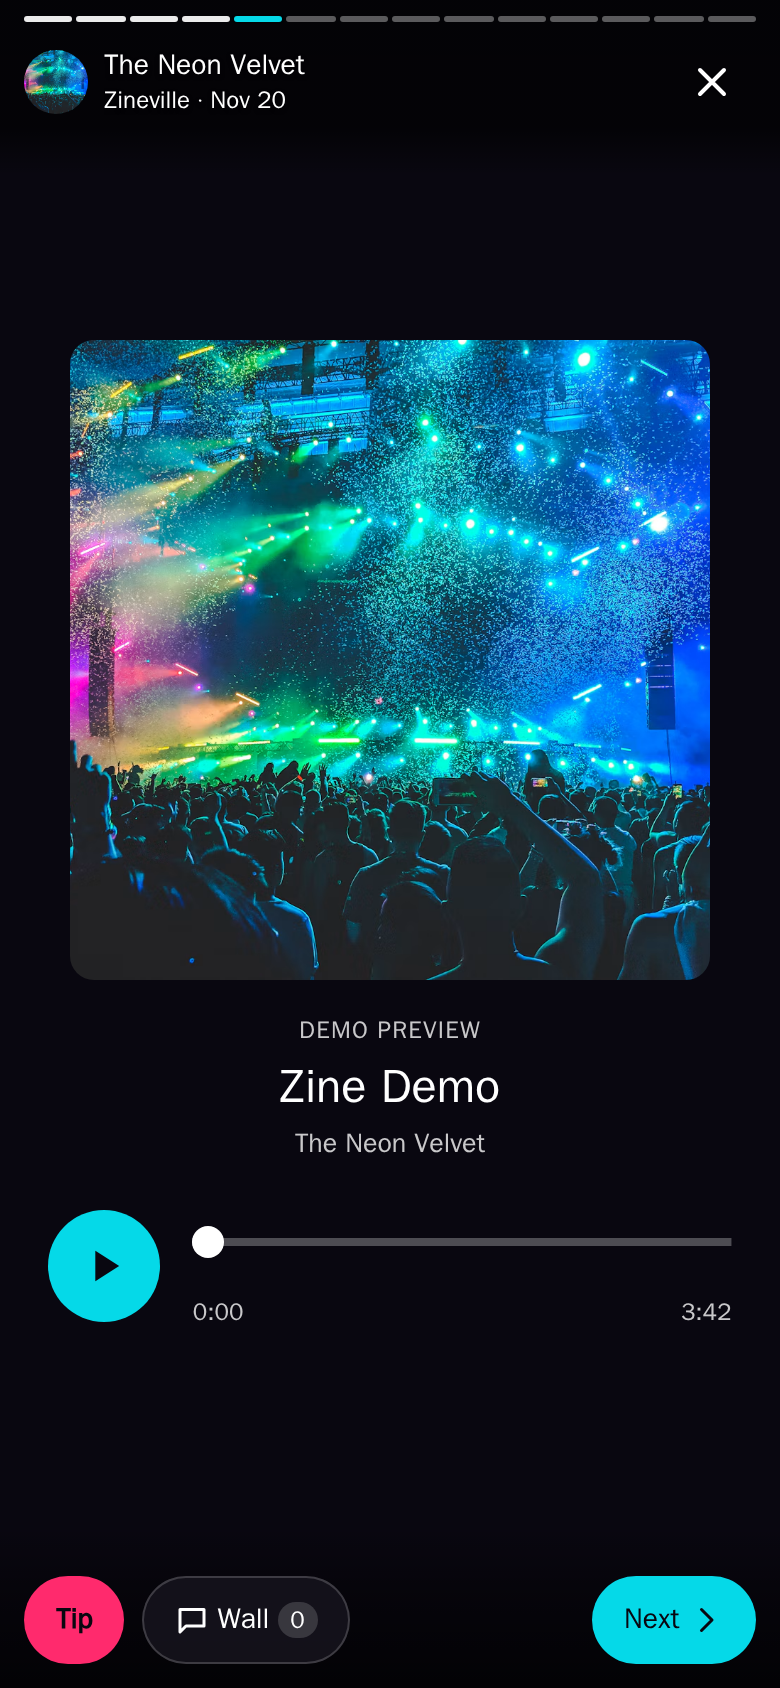 The Neon Velvet
Zineville · Nov 20
DEMO PREVIEW
Zine Demo
The Neon Velvet
0:00
3:42
Tip
Wall 0
Next